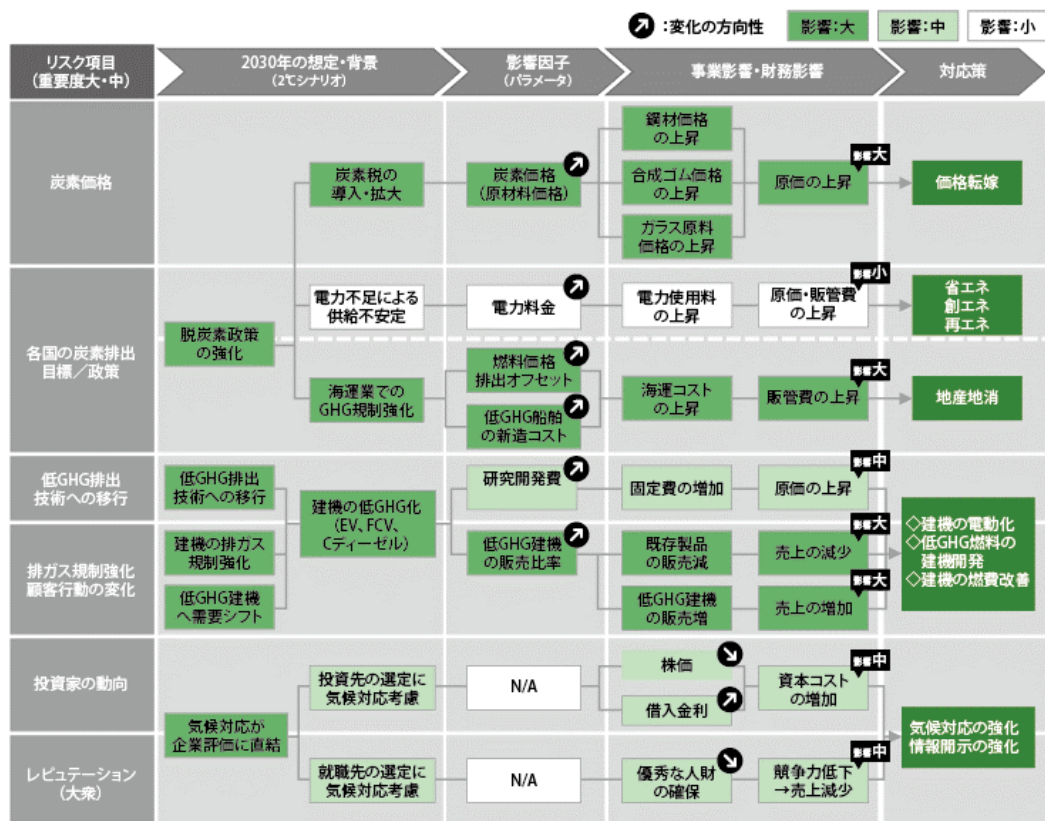 ：変化の方向性
影響：大
影響：中
影響：小
リスク項目
（重要度大・中）
2030年の想定・背景
（2℃シナリオ）
影響因子
（パラメータ）
事業影響・財務影響
対応策
炭素価格
炭素税の
導入・拡大
炭素価格
（原材料価格）
鋼材価格
の上昇
合成ゴム価格
の上昇
ガラス原料
価格の上昇
原価の上昇
影響大
価格転嫁
各国の炭素排出
目標／政策
脱炭素政策
の強化
電力不足による
供給不安定
電力料金
電力使用料
の上昇
原価・販管費
の上昇
影響小
省エネ
創エネ
再エネ
海運業での
GHG規制強化
燃料価格
排出オフセット
低GHG船舶
の新造コスト
海運コスト
の上昇
販管費の上昇
影響大
地産地消
低GHG排出
技術への移行
低GHG排出
技術への移行
建機の低GHG化
（EV、FCV、
Cディーゼル）
研究開発費
固定費の増加
原価の上昇
影響中
排ガス規制強化
顧客行動の変化
建機の排ガス
規制強化
低GHG建機
へ需要シフト
低GHG建機
の販売比率
既存製品
の販売減
売上の減少
影響大
低GHG建機
の販売増
売上の増加
影響大
◇建機の電動化
◇低GHG燃料の
建機開発
◇建機の燃費改善
投資家の動向
気候対応が
企業評価に直結
投資先の選定に
気候対応考慮
N/A
株価
借入金利
資本コスト
の増加
影響中
レピュテーション
（大衆）
就職先の選定に
気候対応考慮
N/A
優秀な人財
の確保
競争力低下
→売上減少
影響中
気候対応の強化
情報開示の強化